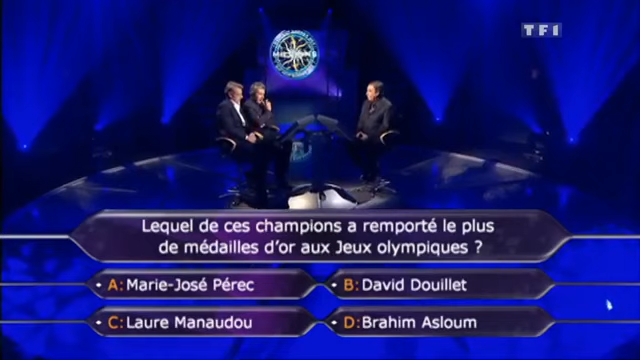 TF1
MILLIONS
Lequel de ces champions a remporté le plus
de médailles d'or aux Jeux olympiques ?
A: Marie-José Pérec
B: David Douillet
C: Laure Manaudou
D: Brahim Asloum